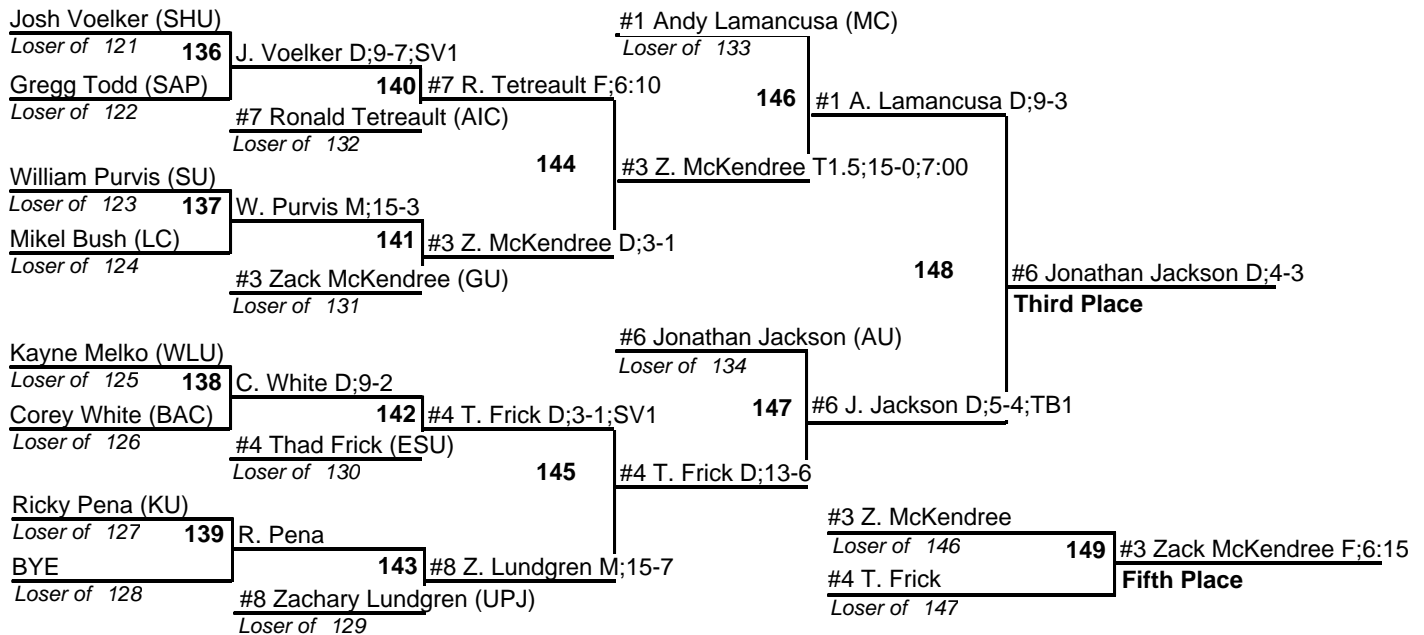 Josh Voelker (SHU)
Loser of 121
136
J. Voelker D;9-7;SV1
Gregg Todd (SAP)
Loser of 122
140
#7 R. Tetreault F;6:10
#7 Ronald Tetreault (AIC)
Loser of 132
144
#3 Z. McKendree T1.5;15-0;7:00
William Purvis (SU)
Loser of 123
137
W. Purvis M;15-3
Mikel Bush (LC)
Loser of 124
141
#3 Z. McKendree D;3-1
#3 Zack McKendree (GU)
Loser of 131
Kayne Melko (WLU)
Loser of 125
138
C. White D;9-2
Corey White (BAC)
Loser of 126
142
#4 T. Frick D;3-1;SV1
#4 Thad Frick (ESU)
Loser of 130
145
#4 T. Frick D;13-6
Ricky Pena (KU)
Loser of 127
139
R. Pena
BYE
Loser of 128
143
#8 Z. Lundgren M;15-7
#8 Zachary Lundgren (UPJ)
Loser of 129
#1 Andy Lamancusa (MC)
Loser of 133
146
#1 A. Lamancusa D;9-3
148
#6 Jonathan Jackson D;4-3
Third Place
#6 Jonathan Jackson (AU)
Loser of 134
147
#6 J. Jackson D;5-4;TB1
#3 Z. McKendree
Loser of 146
149
#3 Zack McKendree F;6:15
Fifth Place
#4 T. Frick
Loser of 147